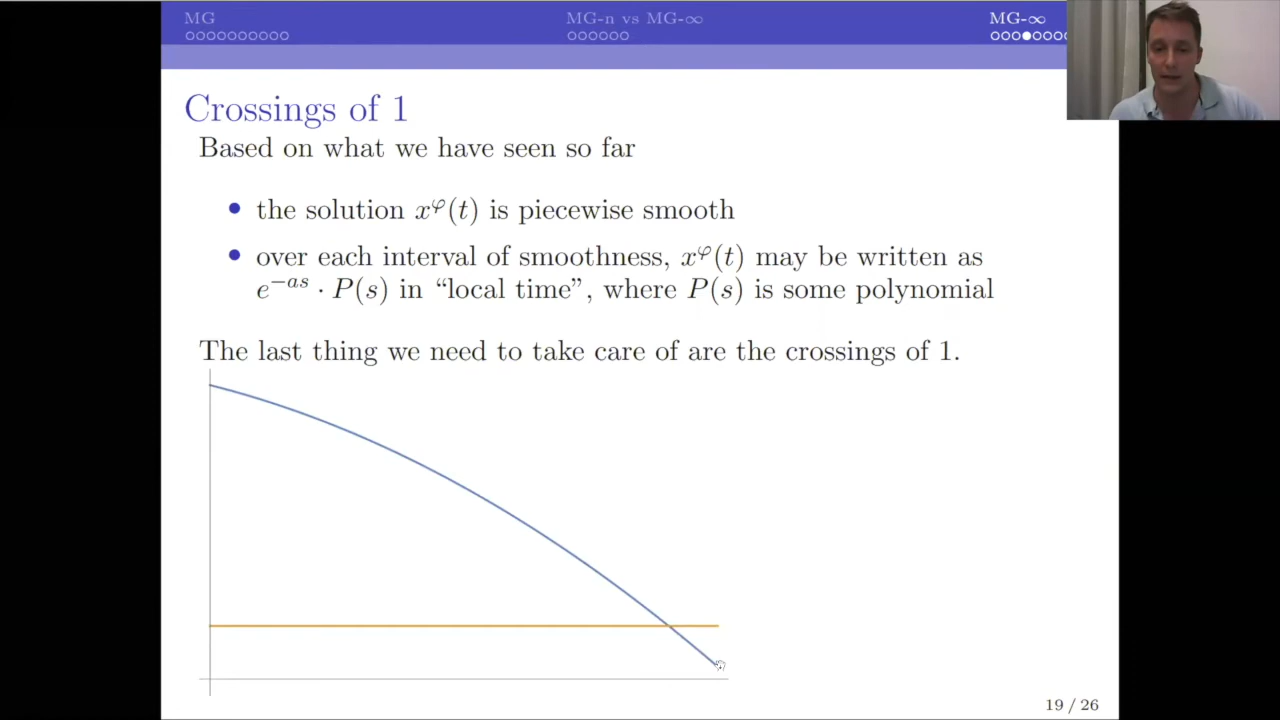 MG
MG-n vs MG-∞
MG-∞
Crossings of 1
Based on what we have seen so far
• the solution x^φ(t) is piecewise smooth
• over each interval of smoothness, x^φ(t) may be written as
e^{−as} · P(s) in “local time”, where P(s) is some polynomial
The last thing we need to take care of are the crossings of 1.
19 / 26